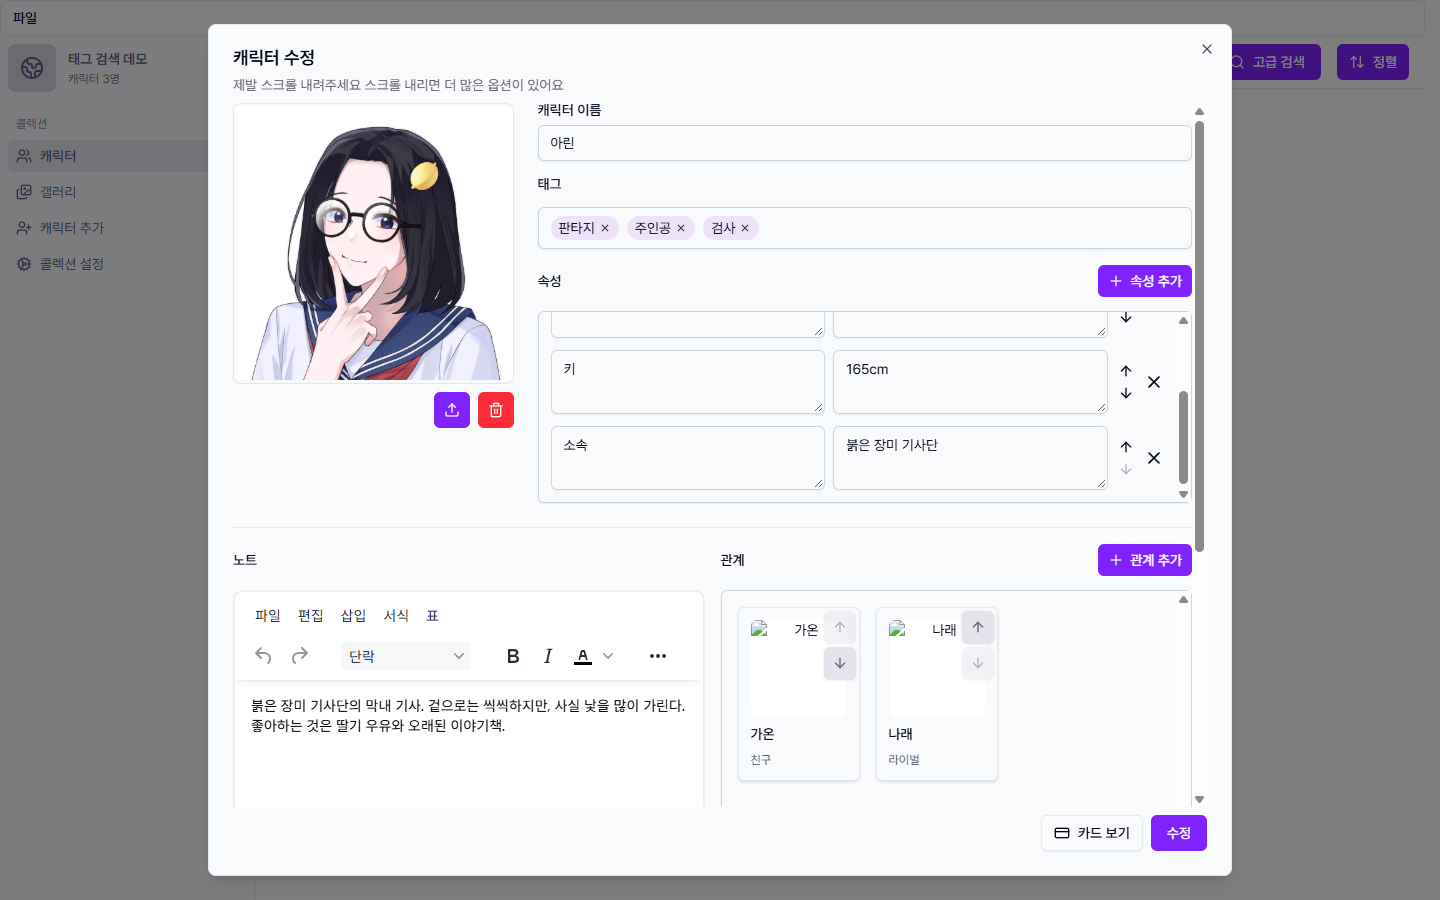 파일
태그 검색 데모
캐릭터 3명
콜렉션
캐릭터
갤러리
캐릭터 추가
콜렉션 설정
고급 검색
정렬
캐릭터 수정
제발 스크롤 내려주세요 스크롤 내리면 더 많은 옵션이 있어요
캐릭터 이름
아린
태그
판타지
주인공
검사
속성
속성 추가
키
165cm
소속
붉은 장미 기사단
노트
파일 편집 삽입 서식 표
단락
B I A
붉은 장미 기사단의 막내 기사. 겉으로는 씩씩하지만, 사실 낯을 많이 가린다.
좋아하는 것은 딸기 우유와 오래된 이야기책.
관계
관계 추가
가온
가온
친구
나래
나래
라이벌
카드 보기
수정